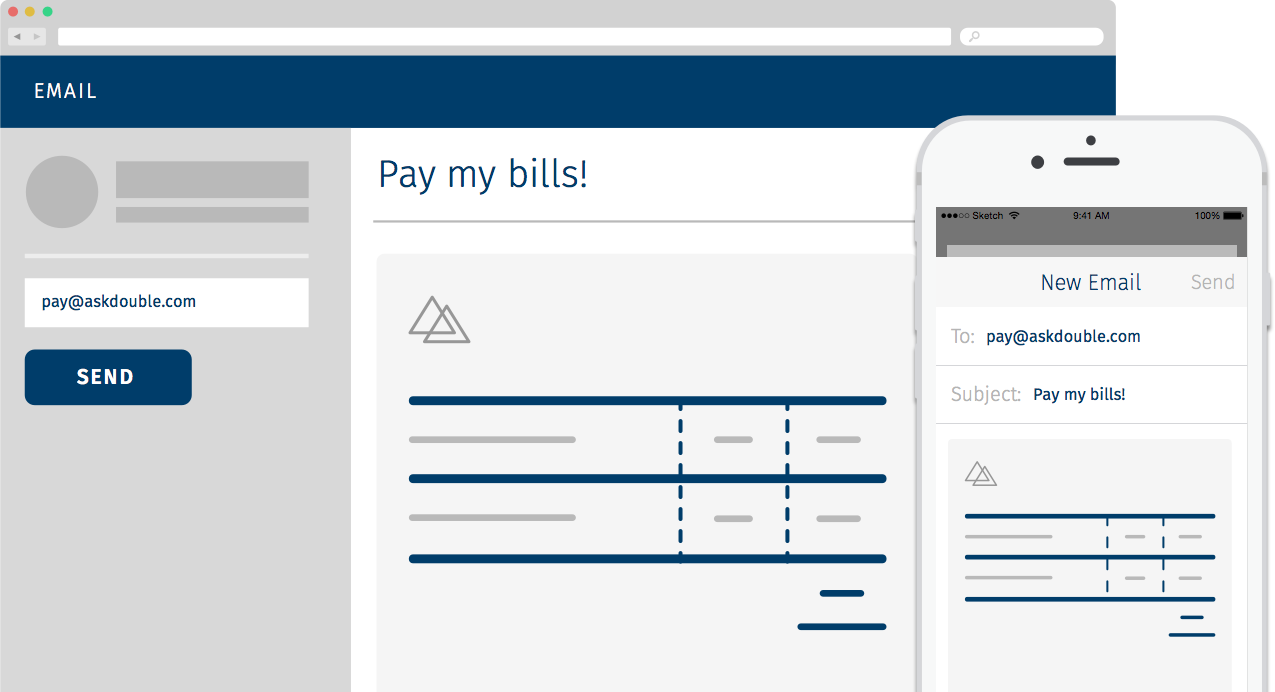 EMAIL
Pay my bills!
pay@askdouble.com
SEND
Sketch 9:41 AM 100%
New Email Send
To: pay@askdouble.com
Subject: Pay my bills!